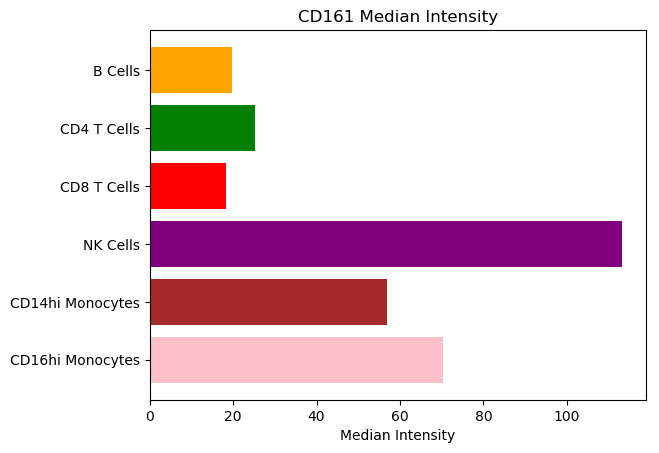 CD161 Median Intensity
B Cells
CD4 T Cells
CD8 T Cells
NK Cells
CD14hi Monocytes
CD16hi Monocytes
0 20 40 60 80 100
Median Intensity